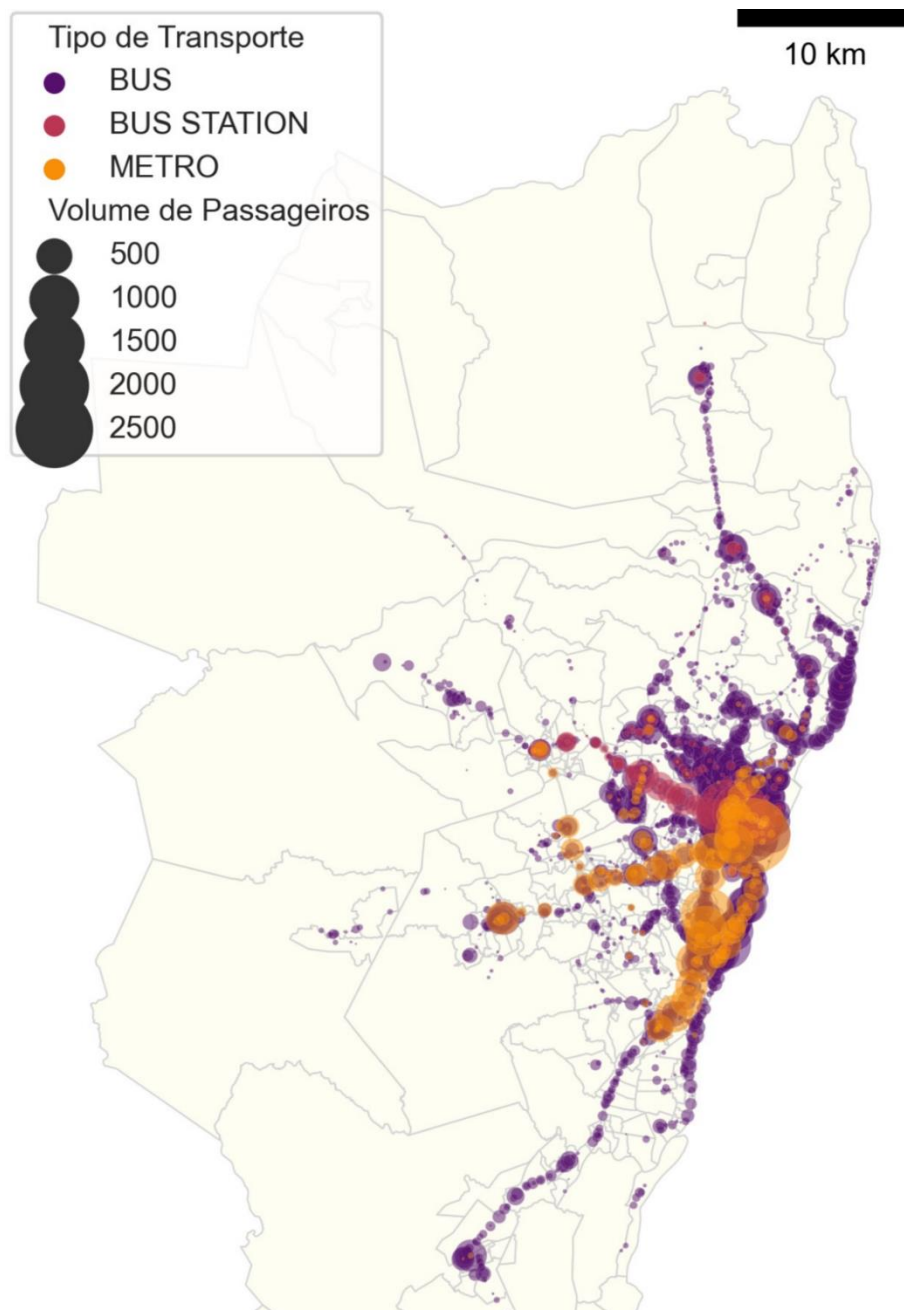 Tipo de Transporte
BUS
BUS STATION
METRO
Volume de Passageiros
500
1000
1500
2000
2500
10 km